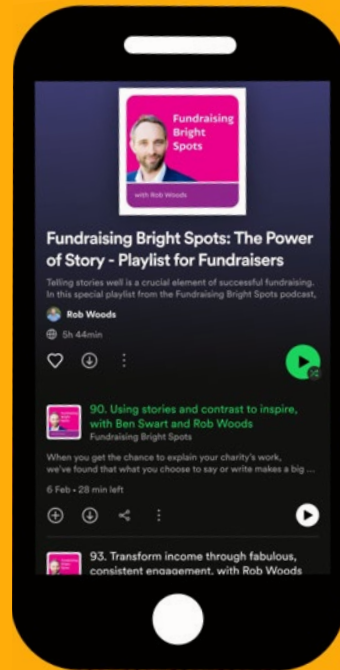 Fundraising
Bright
Spots
with Rob Woods
Fundraising Bright Spots: The Power
of Story - Playlist for Fundraisers
Telling stories well is a crucial element of successful fundraising.
In this special playlist from the Fundraising Bright Spots podcast,
Rob Woods
5h 44min
90. Using stories and contrast to inspire,
with Ben Swart and Rob Woods
Fundraising Bright Spots
When you get the chance to explain your charity's work,
we've found that what you choose to say or write makes a big ...
6 Feb • 28 min left
93. Transform income through fabulous,
consistent engagement, with Rob Woods